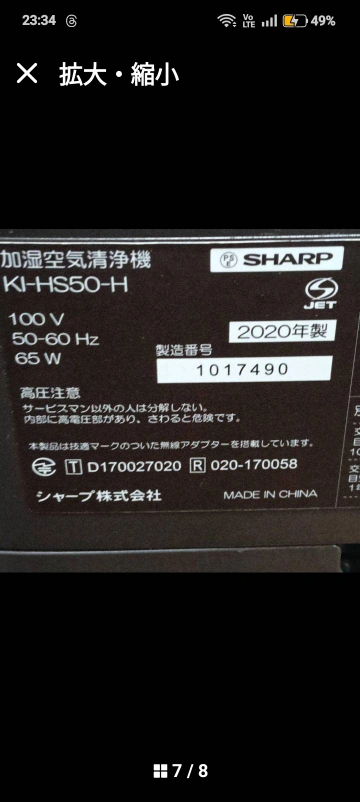 23:34
Vo LTE
49%
拡大・縮小
加湿空気清浄機
PS E SHARP
KI-HS50-H
S JET
100 V
50-60 Hz
2020年製
65 W
製造番号
1017490
高圧注意
サービスマン以外の人は分解しない。
内部に高電圧部があり、さわると危険です。
本製品は技適マークのついた無線アダプターを搭載しています。
T D170027020 R 020-170058
シャープ株式会社 MADE IN CHINA
7 / 8